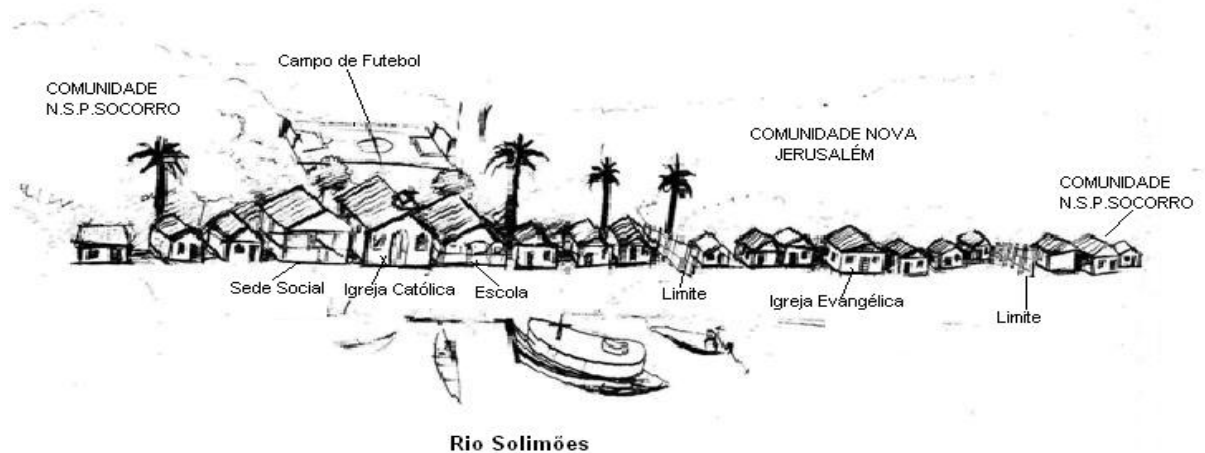 Campo de Futebol
COMUNIDADE
N.S.P.SOCORRO
COMUNIDADE NOVA
JERUSALÉM
COMUNIDADE
N.S.P.SOCORRO
Sede Social
Igreja Católica
Escola
Limite
Igreja Evangélica
Limite
Rio Solimões